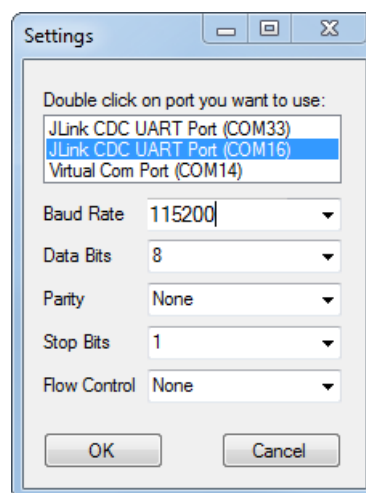 Settings
Double click on port you want to use:
JLink CDC UART Port (COM33)
JLink CDC UART Port (COM16)
Virtual Com Port (COM14)
Baud Rate 115200
Data Bits 8
Parity None
Stop Bits 1
Flow Control None
OK Cancel